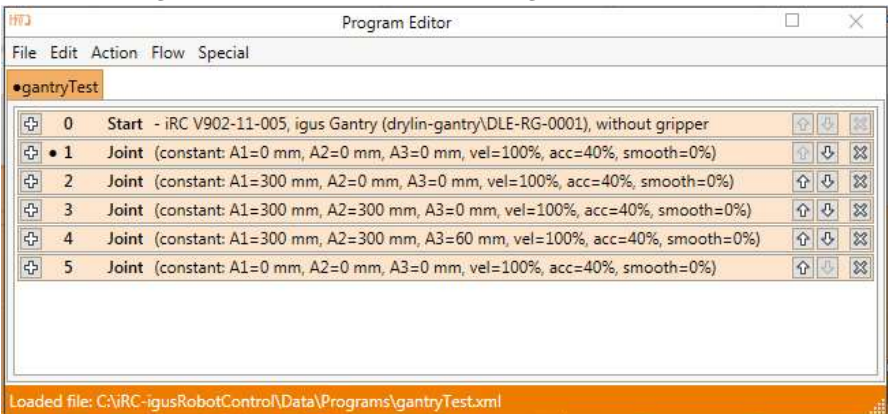 Program Editor
File Edit Action Flow Special
●gantryTest
0 Start - iRC V902-11-005, igus Gantry (drylin-gantry\DLE-RG-0001), without gripper
● 1 Joint (constant: A1=0 mm, A2=0 mm, A3=0 mm, vel=100%, acc=40%, smooth=0%)
2 Joint (constant: A1=300 mm, A2=0 mm, A3=0 mm, vel=100%, acc=40%, smooth=0%)
3 Joint (constant: A1=300 mm, A2=300 mm, A3=0 mm, vel=100%, acc=40%, smooth=0%)
4 Joint (constant: A1=300 mm, A2=300 mm, A3=60 mm, vel=100%, acc=40%, smooth=0%)
5 Joint (constant: A1=0 mm, A2=0 mm, A3=0 mm, vel=100%, acc=40%, smooth=0%)
Loaded file: C:\iRC-igusRobotControl\Data\Programs\gantryTest.xml